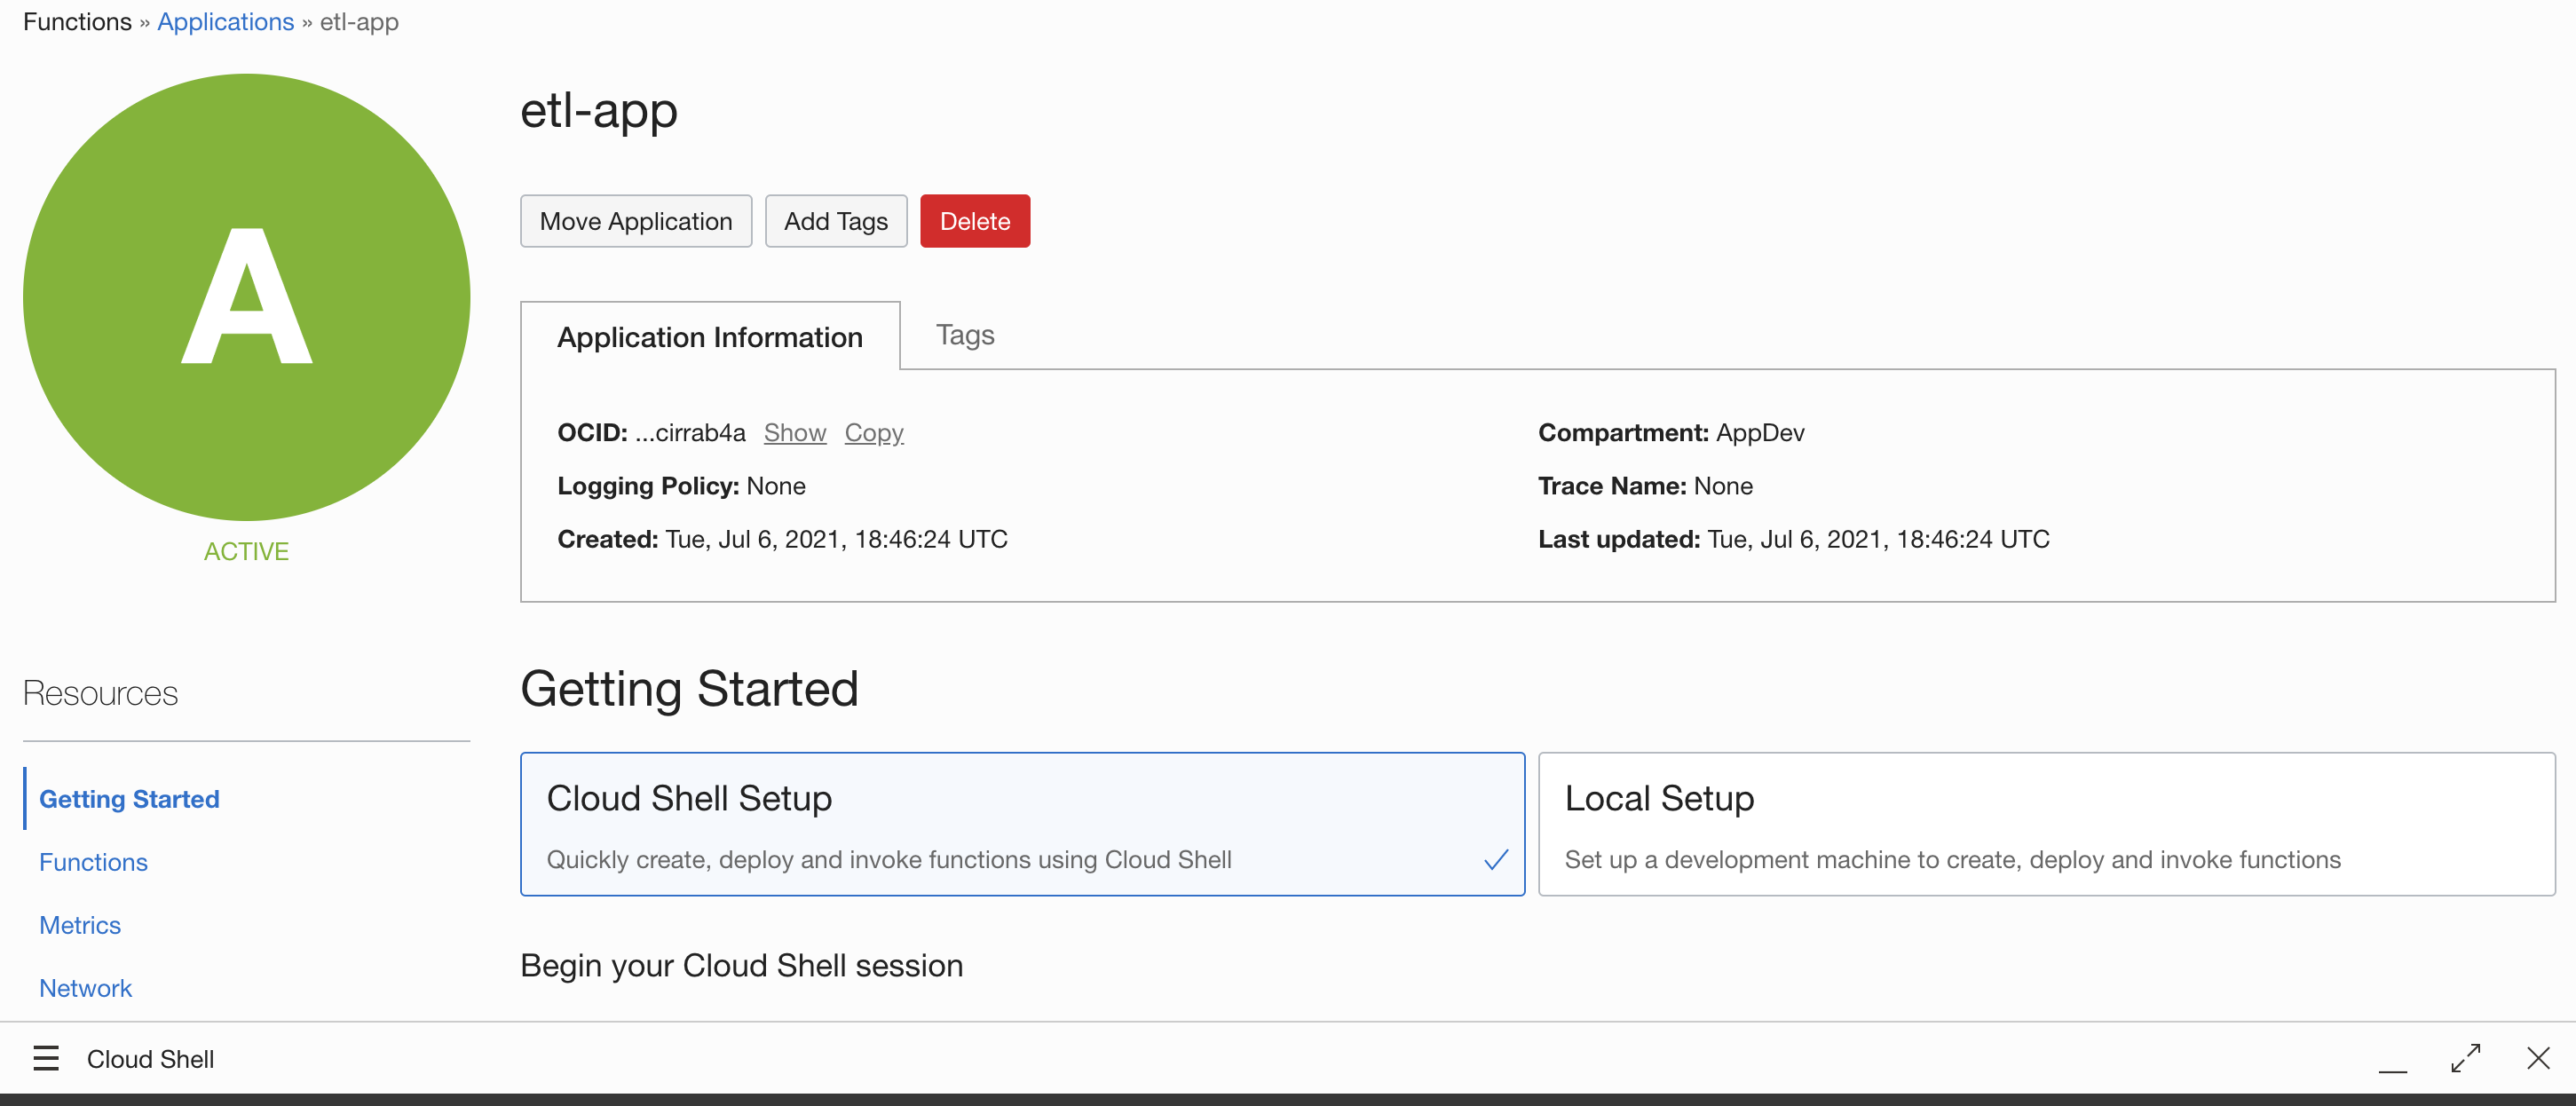 Functions » Applications » etl-app
A
ACTIVE
etl-app
Move Application Add Tags Delete
Application Information Tags
OCID: ...cirrab4a Show Copy
Compartment: AppDev
Logging Policy: None
Trace Name: None
Created: Tue, Jul 6, 2021, 18:46:24 UTC
Last updated: Tue, Jul 6, 2021, 18:46:24 UTC
Resources
Getting Started
Functions
Metrics
Network
Getting Started
Cloud Shell Setup
Quickly create, deploy and invoke functions using Cloud Shell
Local Setup
Set up a development machine to create, deploy and invoke functions
Begin your Cloud Shell session
Cloud Shell